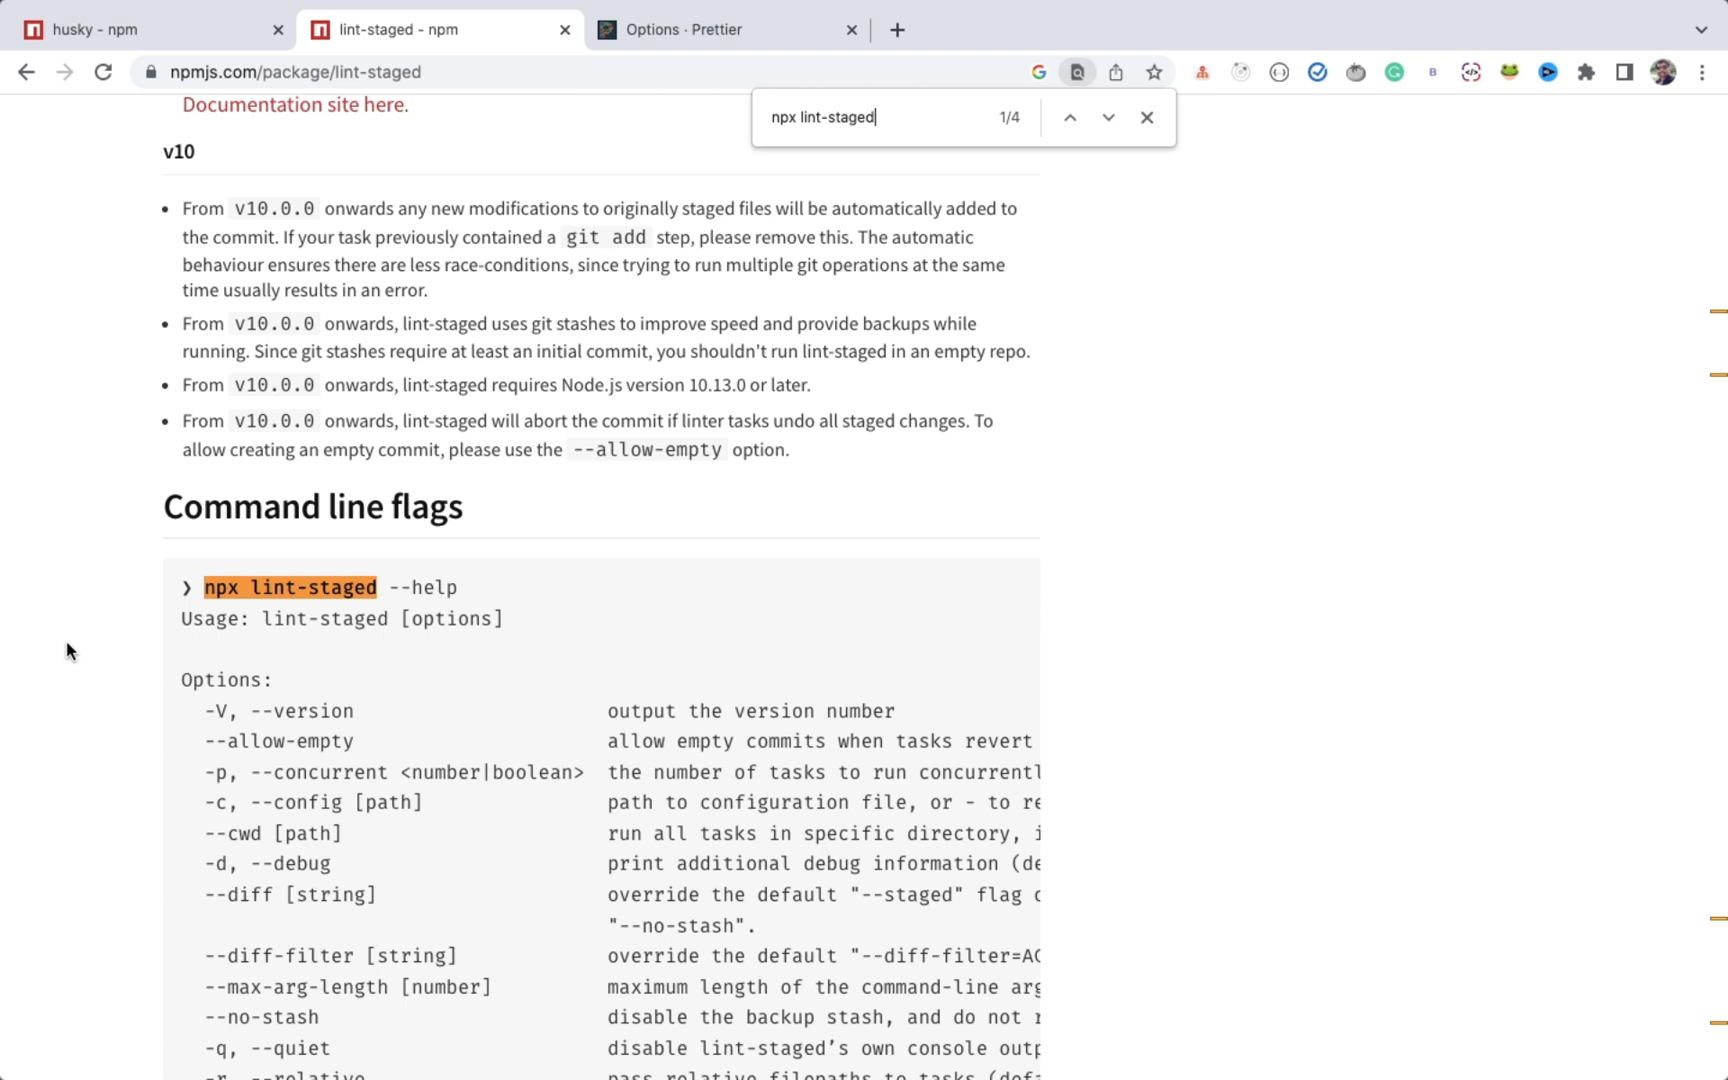 husky - npm
lint-staged - npm
Options · Prettier
npmjs.com/package/lint-staged
npx lint-staged
1/4
Documentation site here.
v10
From v10.0.0 onwards any new modifications to originally staged files will be automatically added to
the commit. If your task previously contained a git add step, please remove this. The automatic
behaviour ensures there are less race-conditions, since trying to run multiple git operations at the same
time usually results in an error.
From v10.0.0 onwards, lint-staged uses git stashes to improve speed and provide backups while
running. Since git stashes require at least an initial commit, you shouldn't run lint-staged in an empty repo.
From v10.0.0 onwards, lint-staged requires Node.js version 10.13.0 or later.
From v10.0.0 onwards, lint-staged will abort the commit if linter tasks undo all staged changes. To
allow creating an empty commit, please use the --allow-empty option.
Command line flags
❯ npx lint-staged --help
Usage: lint-staged [options]
Options:
-V, --version output the version number
--allow-empty allow empty commits when tasks revert
-p, --concurrent <number|boolean> the number of tasks to run concurrentl
-c, --config [path] path to configuration file, or - to re
--cwd [path] run all tasks in specific directory, i
-d, --debug print additional debug information (de
--diff [string] override the default "--staged" flag o
"--no-stash".
--diff-filter [string] override the default "--diff-filter=AC
--max-arg-length [number] maximum length of the command-line arg
--no-stash disable the backup stash, and do not r
-q, --quiet disable lint-staged’s own console outp
-r, --relative pass relative filepaths to tasks (defa